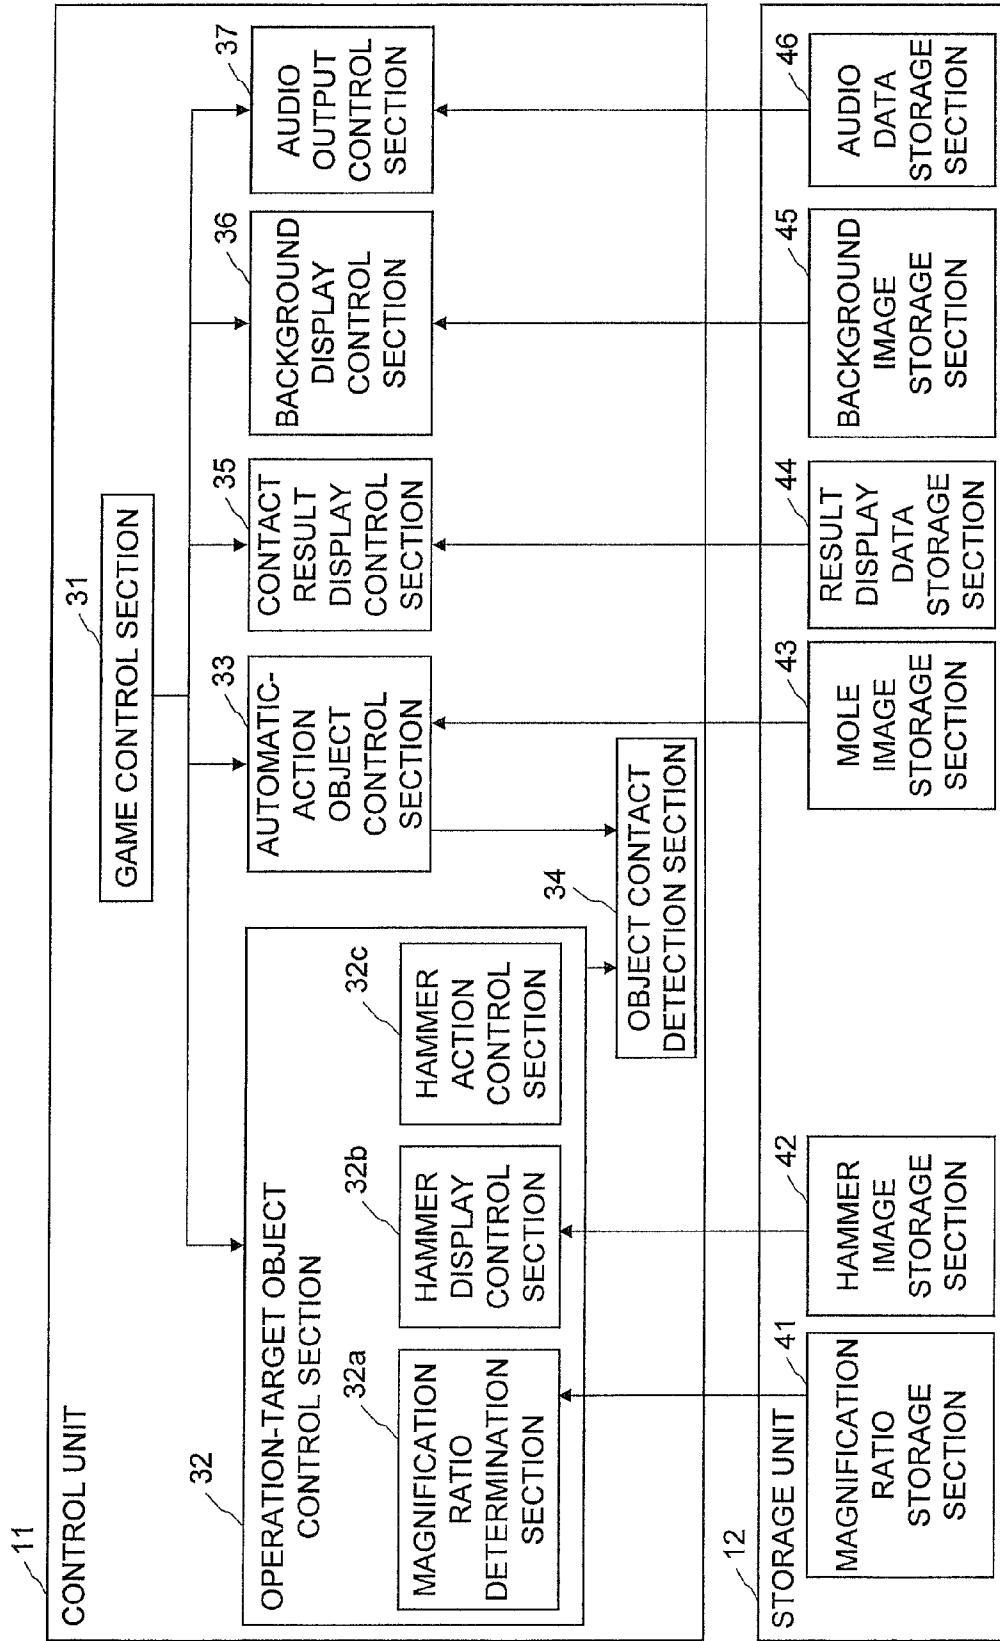 11
CONTROL UNIT
31
GAME CONTROL SECTION
32
OPERATION-TARGET OBJECT
CONTROL SECTION
32a
MAGNIFICATION
RATIO
DETERMINATION
SECTION
32b
HAMMER
DISPLAY
CONTROL
SECTION
32c
HAMMER
ACTION
CONTROL
SECTION
33
AUTOMATIC-
ACTION
OBJECT
CONTROL
SECTION
35
CONTACT
RESULT
DISPLAY
CONTROL
SECTION
36
BACKGROUND
DISPLAY
CONTROL
SECTION
37
AUDIO
OUTPUT
CONTROL
SECTION
34
OBJECT CONTACT
DETECTION SECTION
12
STORAGE UNIT
41
MAGNIFICATION
RATIO
STORAGE
SECTION
42
HAMMER
IMAGE
STORAGE
SECTION
43
MOLE
IMAGE
STORAGE
SECTION
44
RESULT
DISPLAY
DATA
STORAGE
SECTION
45
BACKGROUND
IMAGE
STORAGE
SECTION
46
AUDIO
DATA
STORAGE
SECTION